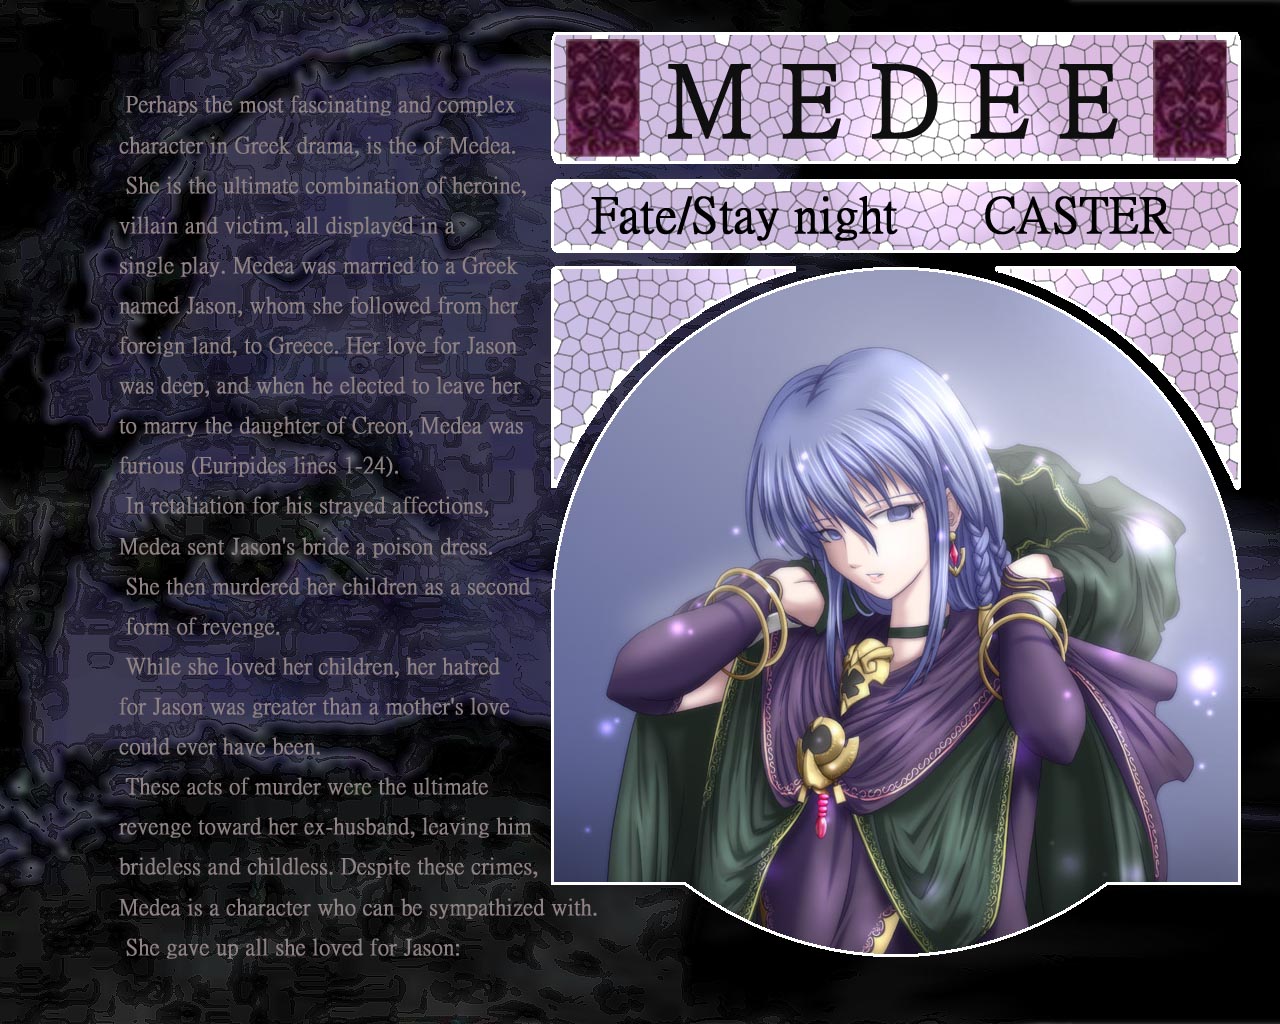 MEDEE
Fate/Stay night CASTER
Perhaps the most fascinating and complex
character in Greek drama, is the of Medea.
She is the ultimate combination of heroine,
villain and victim, all displayed in a
single play. Medea was married to a Greek
named Jason, whom she followed from her
foreign land, to Greece. Her love for Jason
was deep, and when he elected to leave her
to marry the daughter of Creon, Medea was
furious (Euripides lines 1-24).
In retaliation for his strayed affections,
Medea sent Jason's bride a poison dress.
She then murdered her children as a second
form of revenge.
While she loved her children, her hatred
for Jason was greater than a mother's love
could ever have been.
These acts of murder were the ultimate
revenge toward her ex-husband, leaving him
brideless and childless. Despite these crimes,
Medea is a character who can be sympathized with.
She gave up all she loved for Jason: